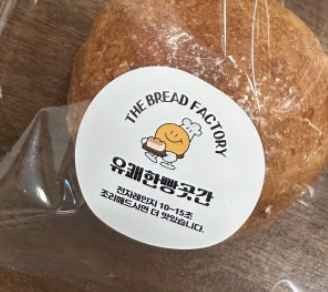 THE BREAD FACTORY
유쾌한빵곳간
전자레인지 10~15초
조리해드시면 더 맛있습니다.